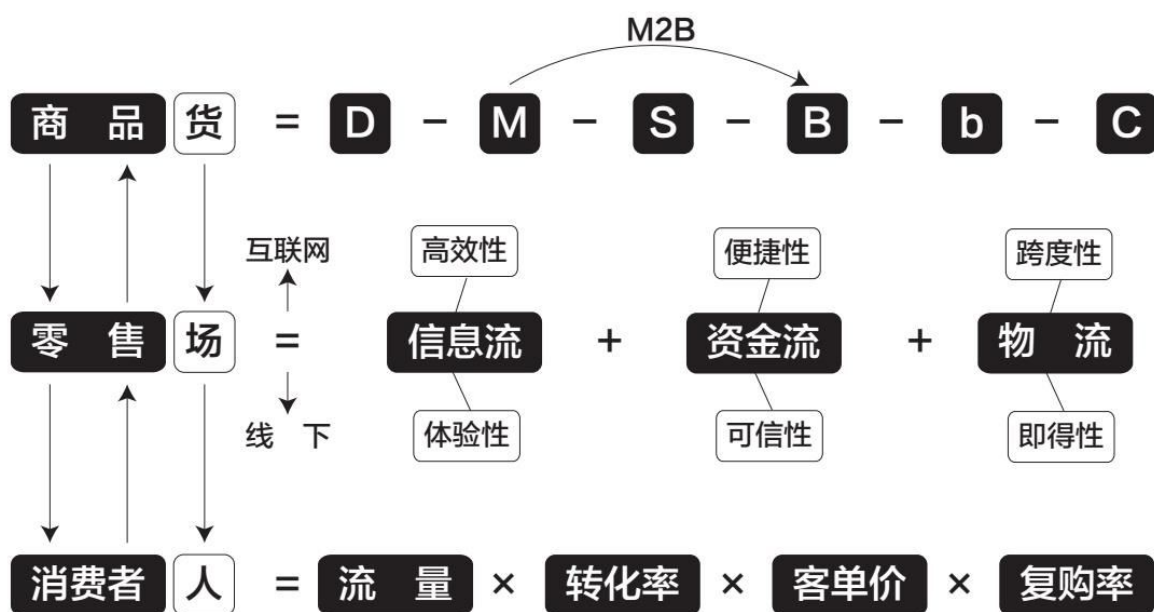 M2B
商 品 货 = D - M - S - B - b - C
互联网 高效性 便捷性 跨度性
零 售 场 = 信息流 + 资金流 + 物 流
线 下 体验性 可信性 即得性
消费者 人 = 流 量 × 转化率 × 客单价 × 复购率